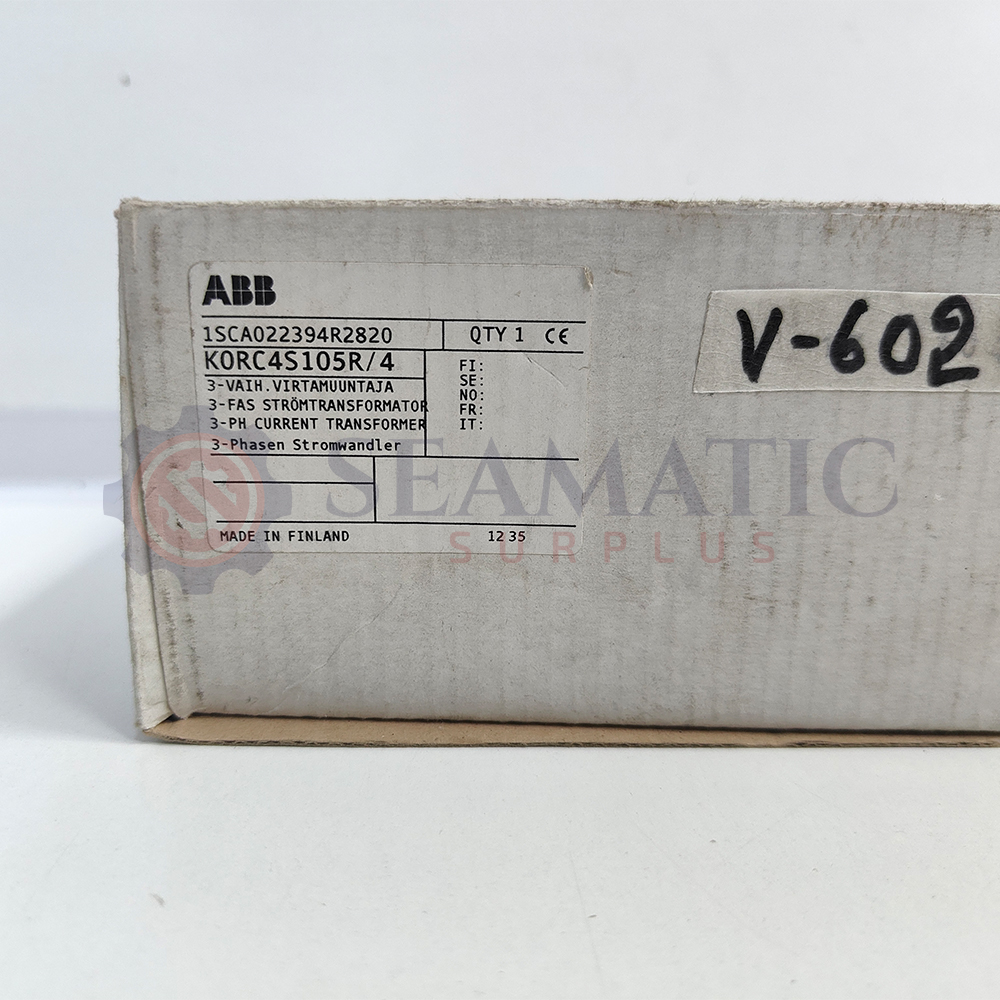 ABB
1SCA022394R2820 QTY 1 CE
KORC4S105R/4
3-VAIH.VIRTAMUUNTAJA
3-FAS STRÖMTRANSFORMATOR
3-PH CURRENT TRANSFORMER
3-Phasen Stromwandler
FI:
SE:
NO:
FR:
IT:
MADE IN FINLAND 12 35
V-602
SEAMATIC
SURPLUS